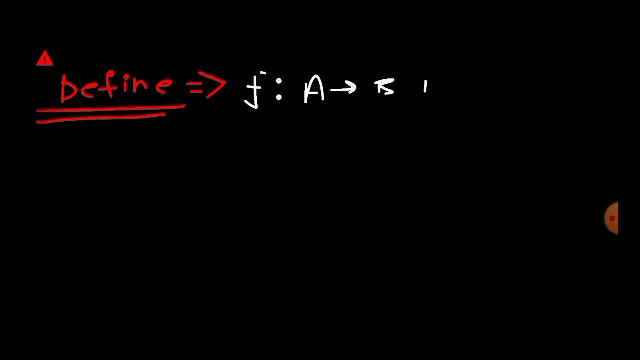 Define => f : A → B